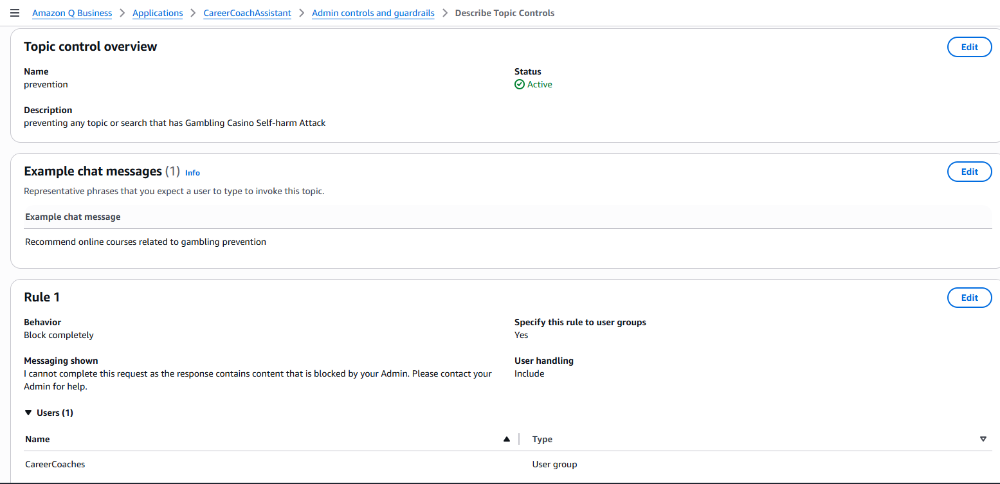 Amazon Q Business > Applications > CareerCoachAssistant > Admin controls and guardrails > Describe Topic Controls
Topic control overview
Edit
Name
prevention
Status
Active
Description
preventing any topic or search that has Gambling Casino Self-harm Attack
Example chat messages (1) Info
Edit
Representative phrases that you expect a user to type to invoke this topic.
Example chat message
Recommend online courses related to gambling prevention
Rule 1
Edit
Behavior
Block completely
Specify this rule to user groups
Yes
Messaging shown
I cannot complete this request as the response contains content that is blocked by your Admin. Please contact your
Admin for help.
User handling
Include
Users (1)
Name
Type
CareerCoaches
User group